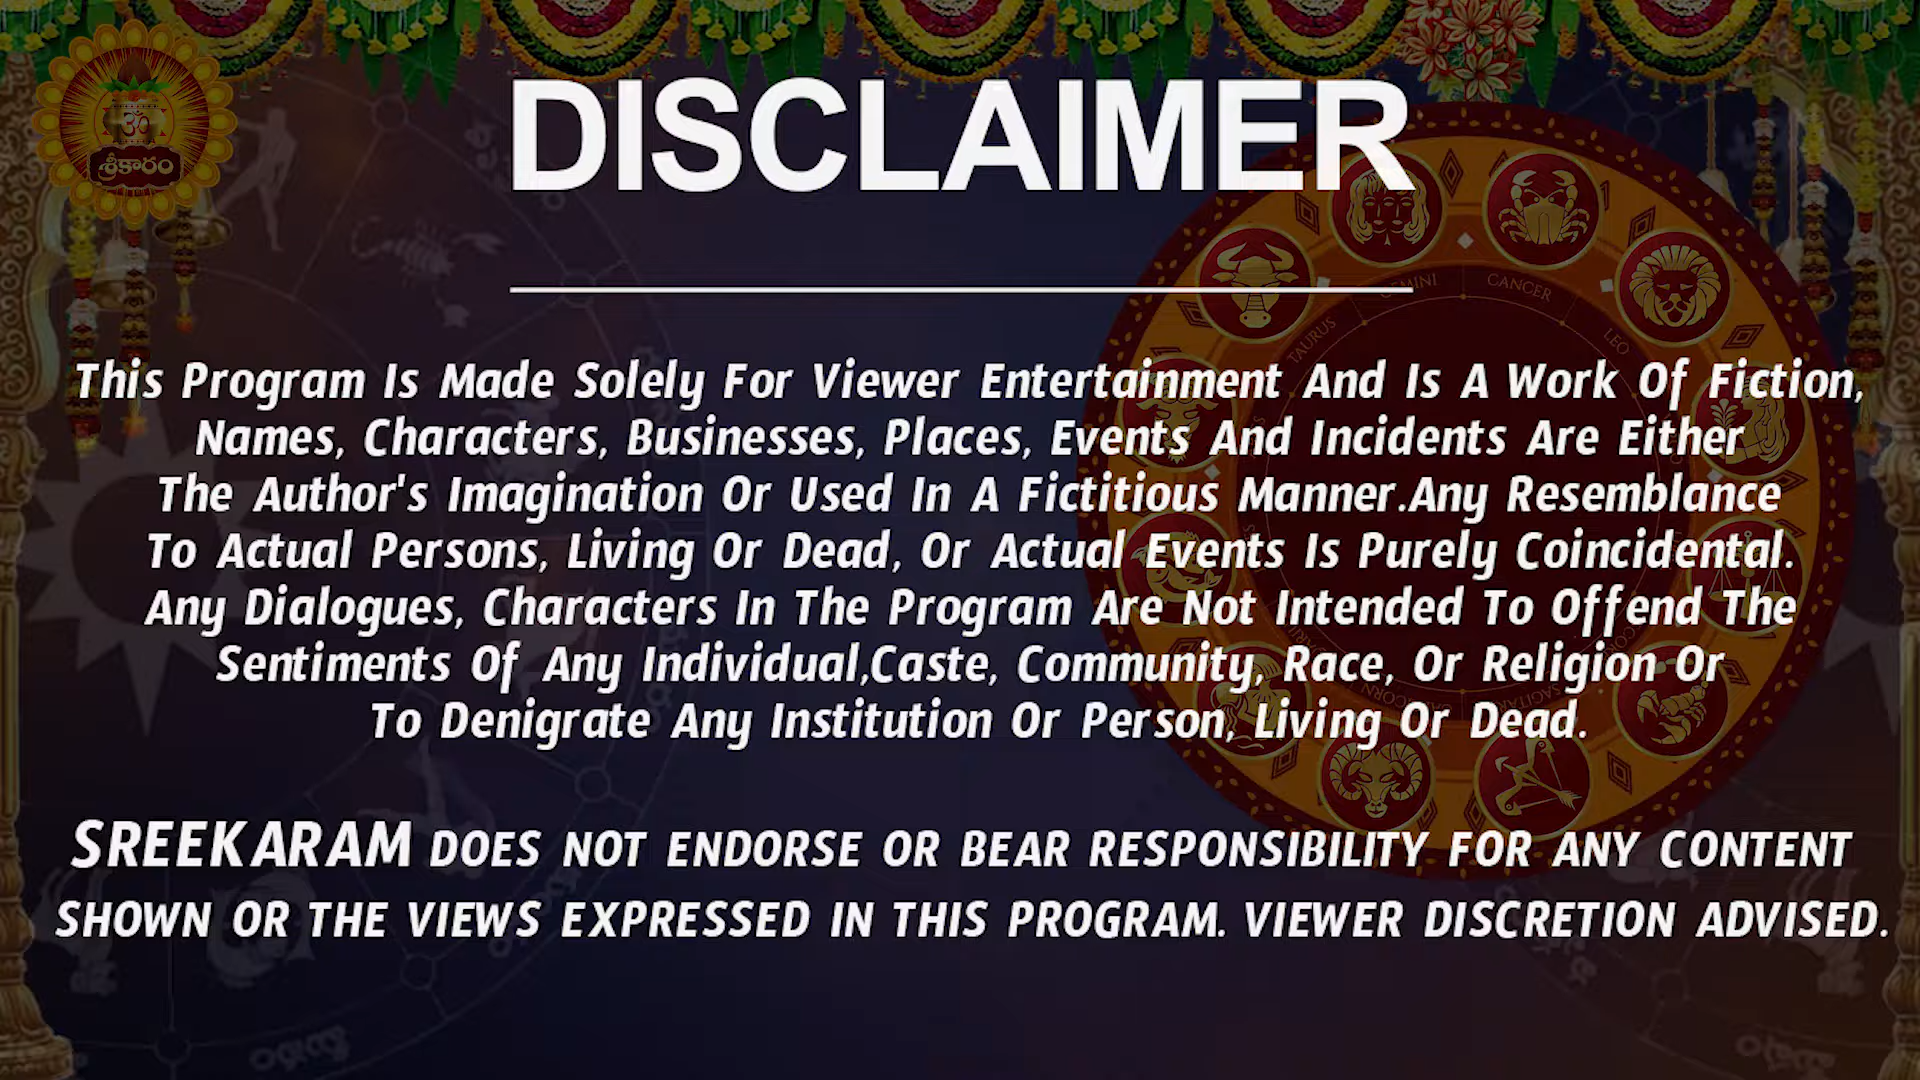 ॐ
శ్రీకారం
DISCLAIMER
GEMINI
CANCER
TAURUS
LEO
This Program Is Made Solely For Viewer Entertainment And Is A Work Of Fiction,
Names, Characters, Businesses, Places, Events And Incidents Are Either
The Author's Imagination Or Used In A Fictitious Manner.Any Resemblance
To Actual Persons, Living Or Dead, Or Actual Events Is Purely Coincidental.
Any Dialogues, Characters In The Program Are Not Intended To Offend The
Sentiments Of Any Individual,Caste, Community, Race, Or Religion Or
To Denigrate Any Institution Or Person, Living Or Dead.
SREEKARAM DOES NOT ENDORSE OR BEAR RESPONSIBILITY FOR ANY CONTENT
SHOWN OR THE VIEWS EXPRESSED IN THIS PROGRAM. VIEWER DISCRETION ADVISED.